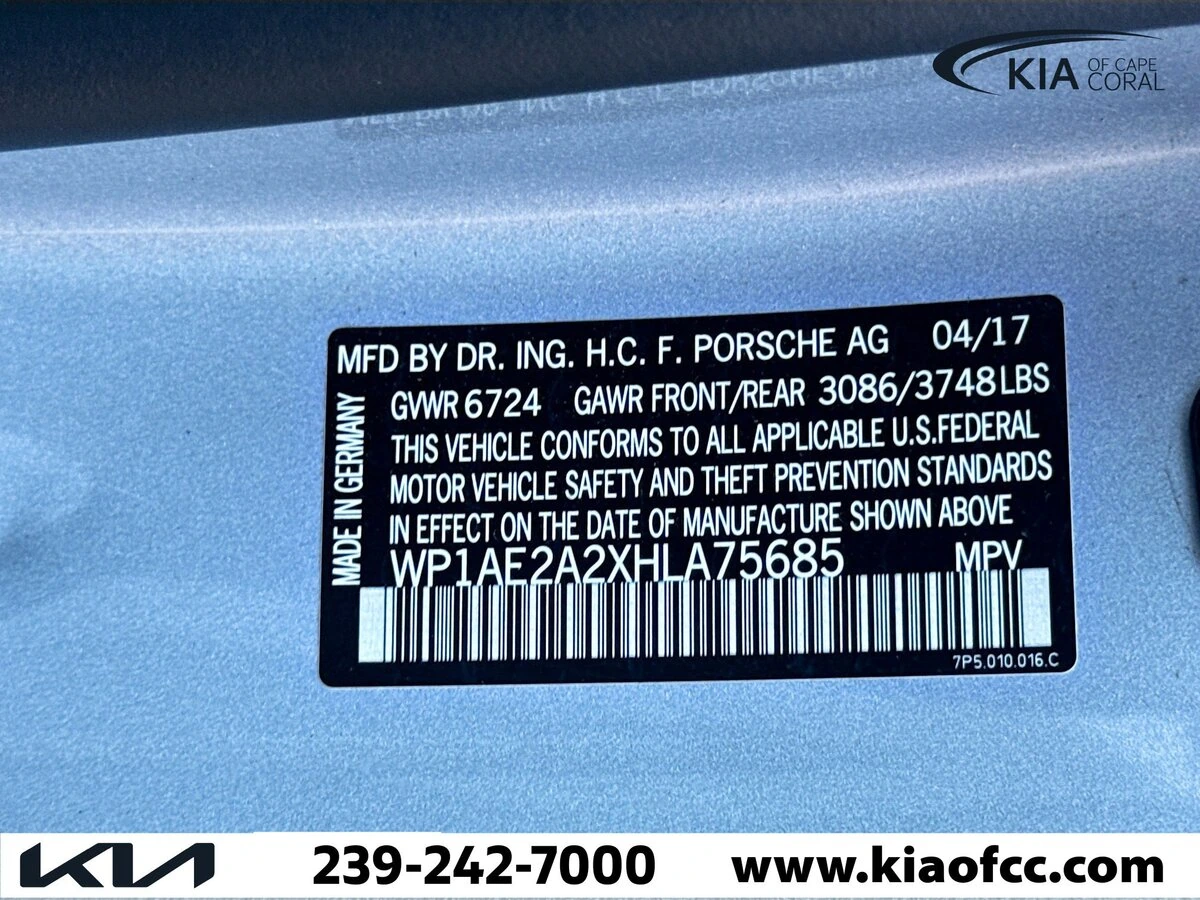 KIA OF CAPE CORAL
MFD BY DR. ING. H.C. F. PORSCHE AG 04/17
GVWR 6724 GAWR FRONT/REAR 3086/3748 LBS
THIS VEHICLE CONFORMS TO ALL APPLICABLE U.S.FEDERAL
MOTOR VEHICLE SAFETY AND THEFT PREVENTION STANDARDS
IN EFFECT ON THE DATE OF MANUFACTURE SHOWN ABOVE
WP1AE2A2XHLA75685 MPV
MADE IN GERMANY
7P5.010.016.C
KIA 239-242-7000 www.kiaofcc.com